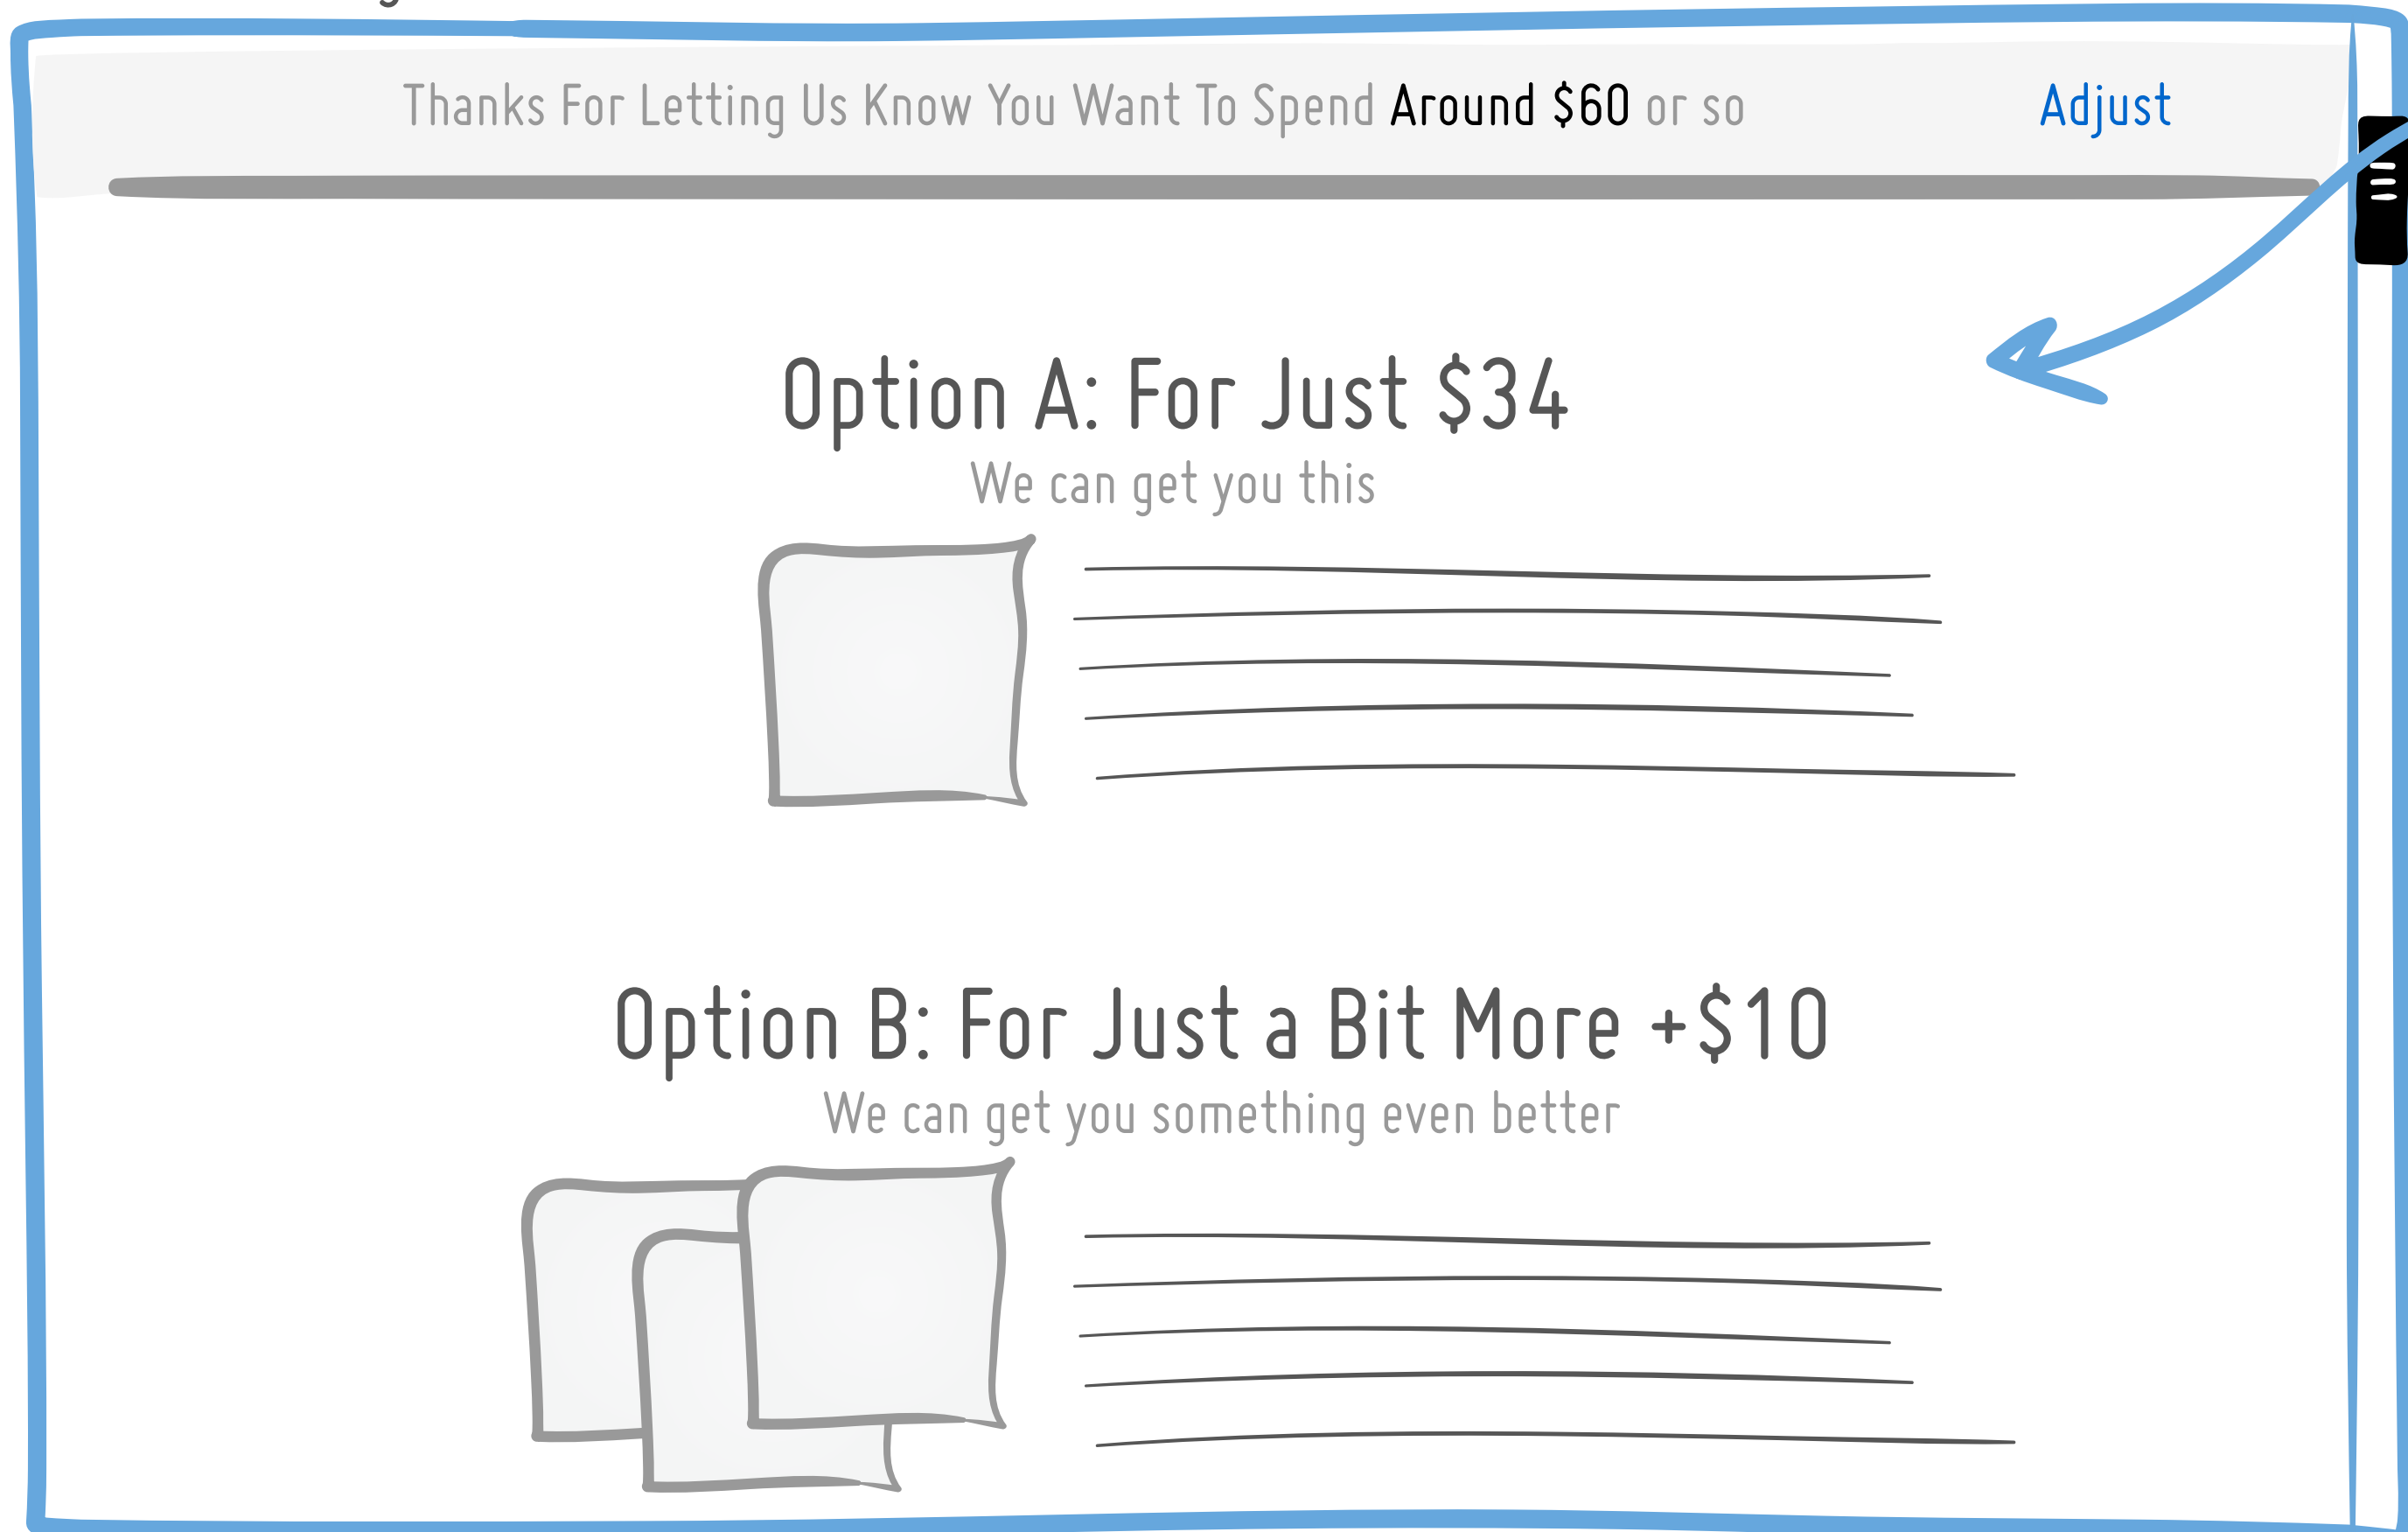 Thanks For Letting Us Know You Want To Spend Around $60 or so
Adjust
Option A: For Just $34
We can get you this
Option B: For Just a Bit More +$10
We can get you something even better